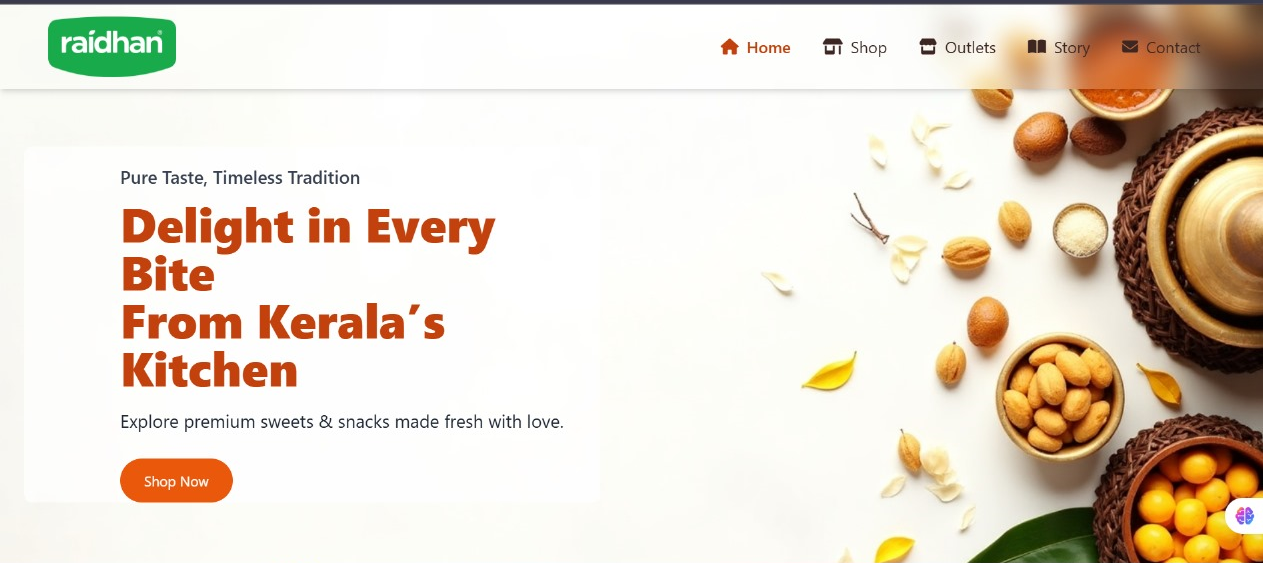 raidhan
Home Shop Outlets Story Contact
Pure Taste, Timeless Tradition
Delight in Every
Bite
From Kerala’s
Kitchen
Explore premium sweets & snacks made fresh with love.
Shop Now